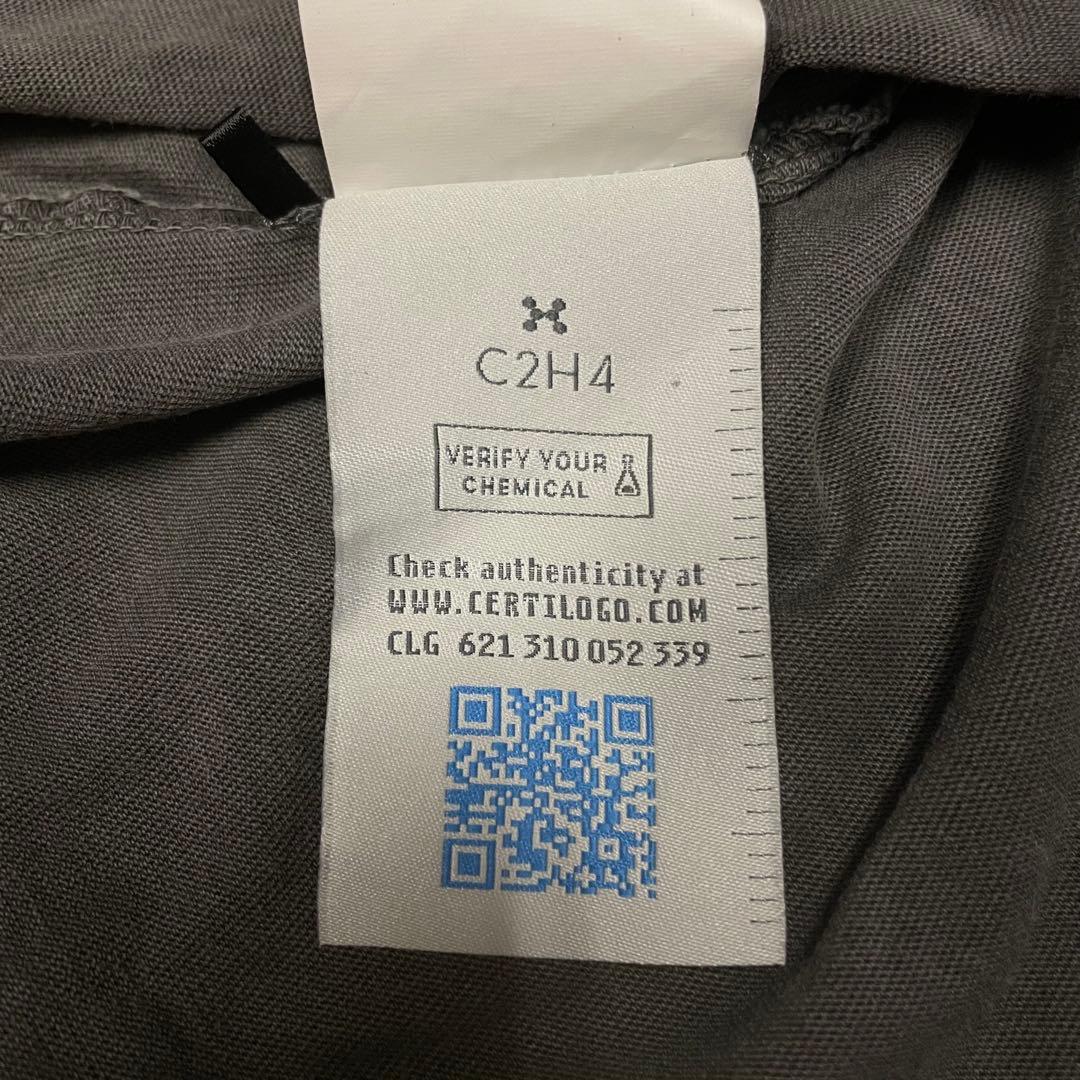 C2H4
VERIFY YOUR
CHEMICAL
Check authenticity at
WWW.CERTILOGO.COM
CLG 621 310 052 339